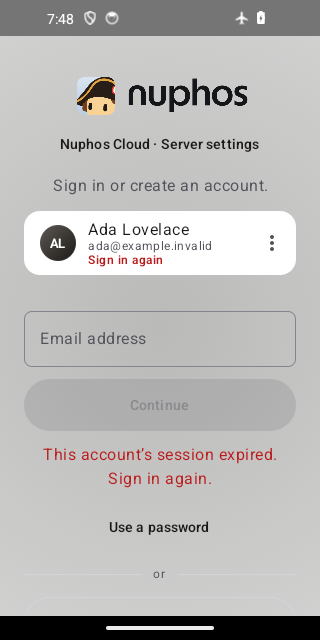 7:48
nuphos
Nuphos Cloud · Server settings
Sign in or create an account.
AL
Ada Lovelace
ada@example.invalid
Sign in again
Email address
Continue
This account’s session expired.
Sign in again.
Use a password
or